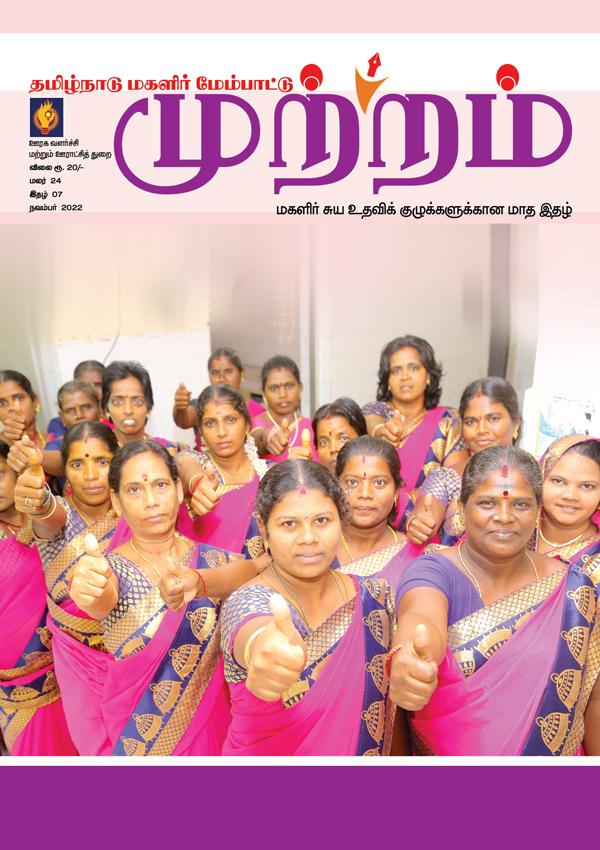 தமிழ்நாடு மகளிர் மேம்பாட்டு
முற்றம்
ஊரக வளர்ச்சி
மற்றும் ஊராட்சித் துறை
விலை ரூ. 20/-
மலர் 24
இதழ் 07
நவம்பர் 2022
மகளிர் சுய உதவிக் குழுக்களுக்கான மாத இதழ்